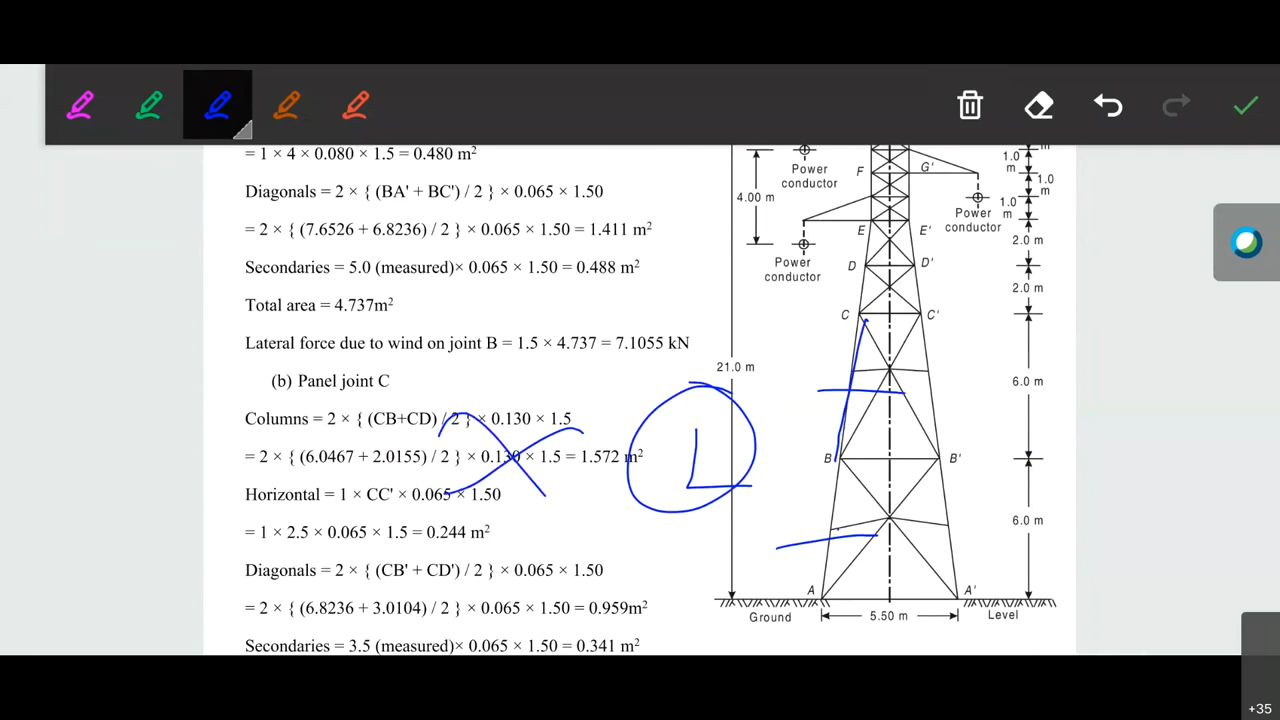 = 1 × 4 × 0.080 × 1.5 = 0.480 m²
Diagonals = 2 × { (BA' + BC') / 2 } × 0.065 × 1.50
= 2 × { (7.6526 + 6.8236) / 2 } × 0.065 × 1.50 = 1.411 m²
Secondaries = 5.0 (measured)× 0.065 × 1.50 = 0.488 m²
Total area = 4.737m²
Lateral force due to wind on joint B = 1.5 × 4.737 = 7.1055 kN
(b) Panel joint C
Columns = 2 × { (CB+CD) / 2 } × 0.130 × 1.5
= 2 × { (6.0467 + 2.0155) / 2 } × 0.130 × 1.5 = 1.572 m²
Horizontal = 1 × CC' × 0.065 × 1.50
= 1 × 2.5 × 0.065 × 1.5 = 0.244 m²
Diagonals = 2 × { (CB' + CD') / 2 } × 0.065 × 1.50
= 2 × { (6.8236 + 3.0104) / 2 } × 0.065 × 1.50 = 0.959m²
Secondaries = 3.5 (measured)× 0.065 × 1.50 = 0.341 m²
L
m
1.0
m
Power
conductor
F
G'
1.0
m
4.00 m
1.0
m
Power
conductor
E
E'
2.0 m
Power
conductor
D
D'
2.0 m
C
C'
21.0 m
6.0 m
B
B'
6.0 m
A
A'
Ground
5.50 m
Level
+35